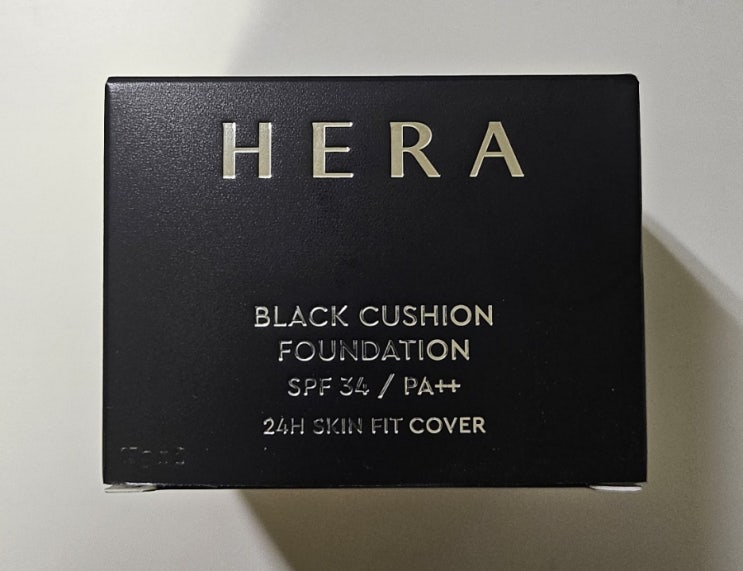 HERA
BLACK CUSHION
FOUNDATION
SPF 34 / PA++
24H SKIN FIT COVER